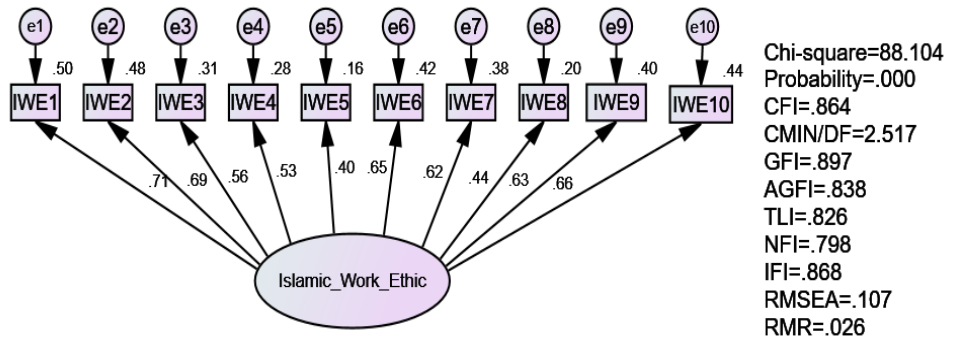 e1 e2 e3 e4 e5 e6 e7 e8 e9 e10
.50 .48 .31 .28 .16 .42 .38 .20 .40 .44
IWE1 IWE2 IWE3 IWE4 IWE5 IWE6 IWE7 IWE8 IWE9 IWE10
.71 .69 .56 .53 .40 .65 .62 .44 .63 .66
Islamic_Work_Ethic
Chi-square=88.104
Probability=.000
CFI=.864
CMIN/DF=2.517
GFI=.897
AGFI=.838
TLI=.826
NFI=.798
IFI=.868
RMSEA=.107
RMR=.026